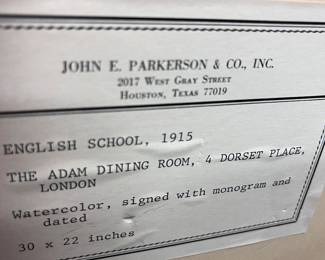 JOHN E. PARKERSON & CO., INC.
2017 WEST GRAY STREET
HOUSTON, TEXAS 77019
ENGLISH SCHOOL, 1915
THE ADAM DINING ROOM, 4 DORSET PLACE,
LONDON
Watercolor, signed with monogram and
dated
30 x 22 inches